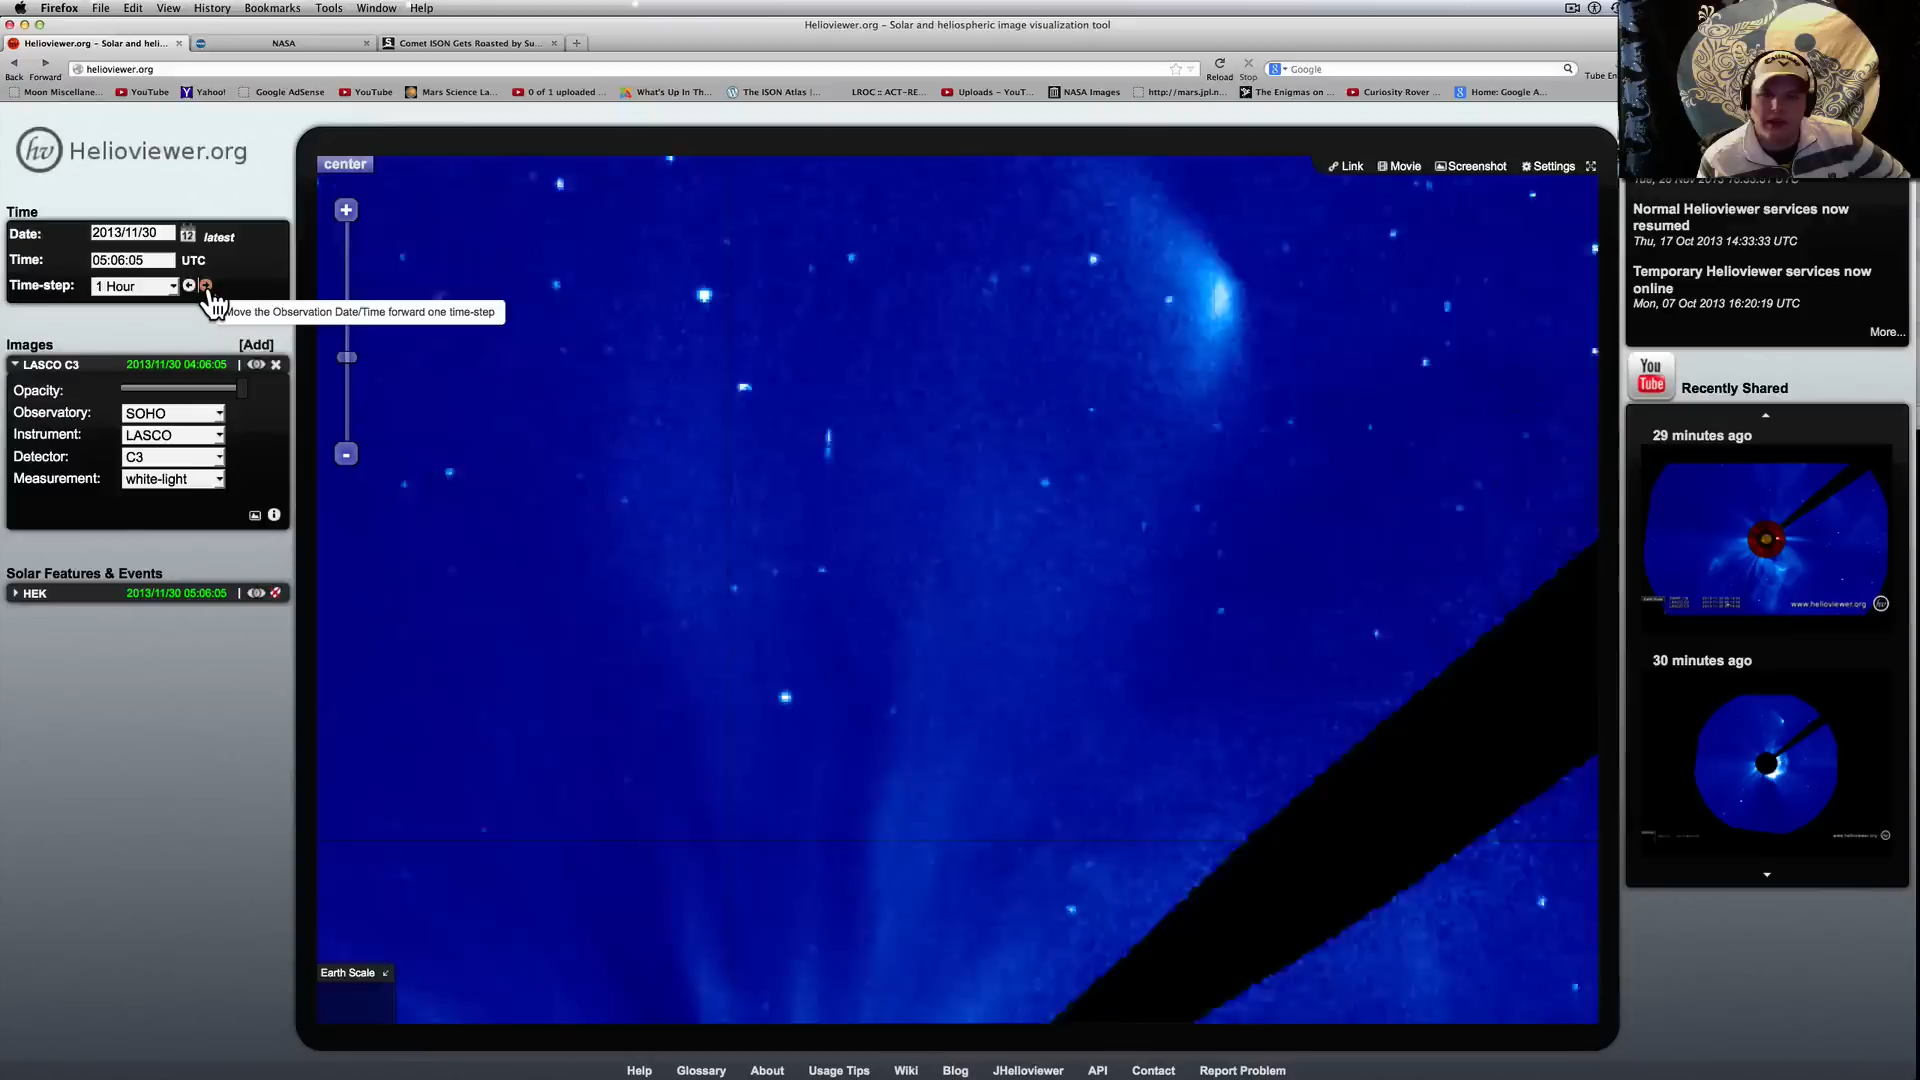 Firefox File Edit View History Bookmarks Tools Window Help
Helioviewer.org - Solar and heliospheric image visualization tool
Helioviewer.org - Solar and heli... NASA Comet ISON Gets Roasted by Su...
Back Forward helioviewer.org Reload Stop Google Tube En
Moon Miscellane... YouTube Yahoo! Google AdSense YouTube Mars Science La... 0 of 1 uploaded ... What's Up In Th... The ISON Atlas |... LROC :: ACT-RE... Uploads - YouT... NASA Images http://mars.jpl.n... The Enigmas on ... Curiosity Rover ... Home: Google A...
hv Helioviewer.org
center
Link Movie Screenshot Settings
Time
Date: 2013/11/30 12 latest
Time: 05:06:05 UTC
Time-step: 1 Hour
Move the Observation Date/Time forward one time-step
Images [Add]
LASCO C3 2013/11/30 04:06:05
Opacity:
Observatory: SOHO
Instrument: LASCO
Detector: C3
Measurement: white-light
Solar Features & Events
HEK 2013/11/30 05:06:05
Earth Scale
Normal Helioviewer services now
resumed
Thu, 17 Oct 2013 14:33:33 UTC
Temporary Helioviewer services now
online
Mon, 07 Oct 2013 16:20:19 UTC
More...
You
Tube
Recently Shared
29 minutes ago
www.helioviewer.org hv
30 minutes ago
Help Glossary About Usage Tips Wiki Blog JHelioviewer API Contact Report Problem